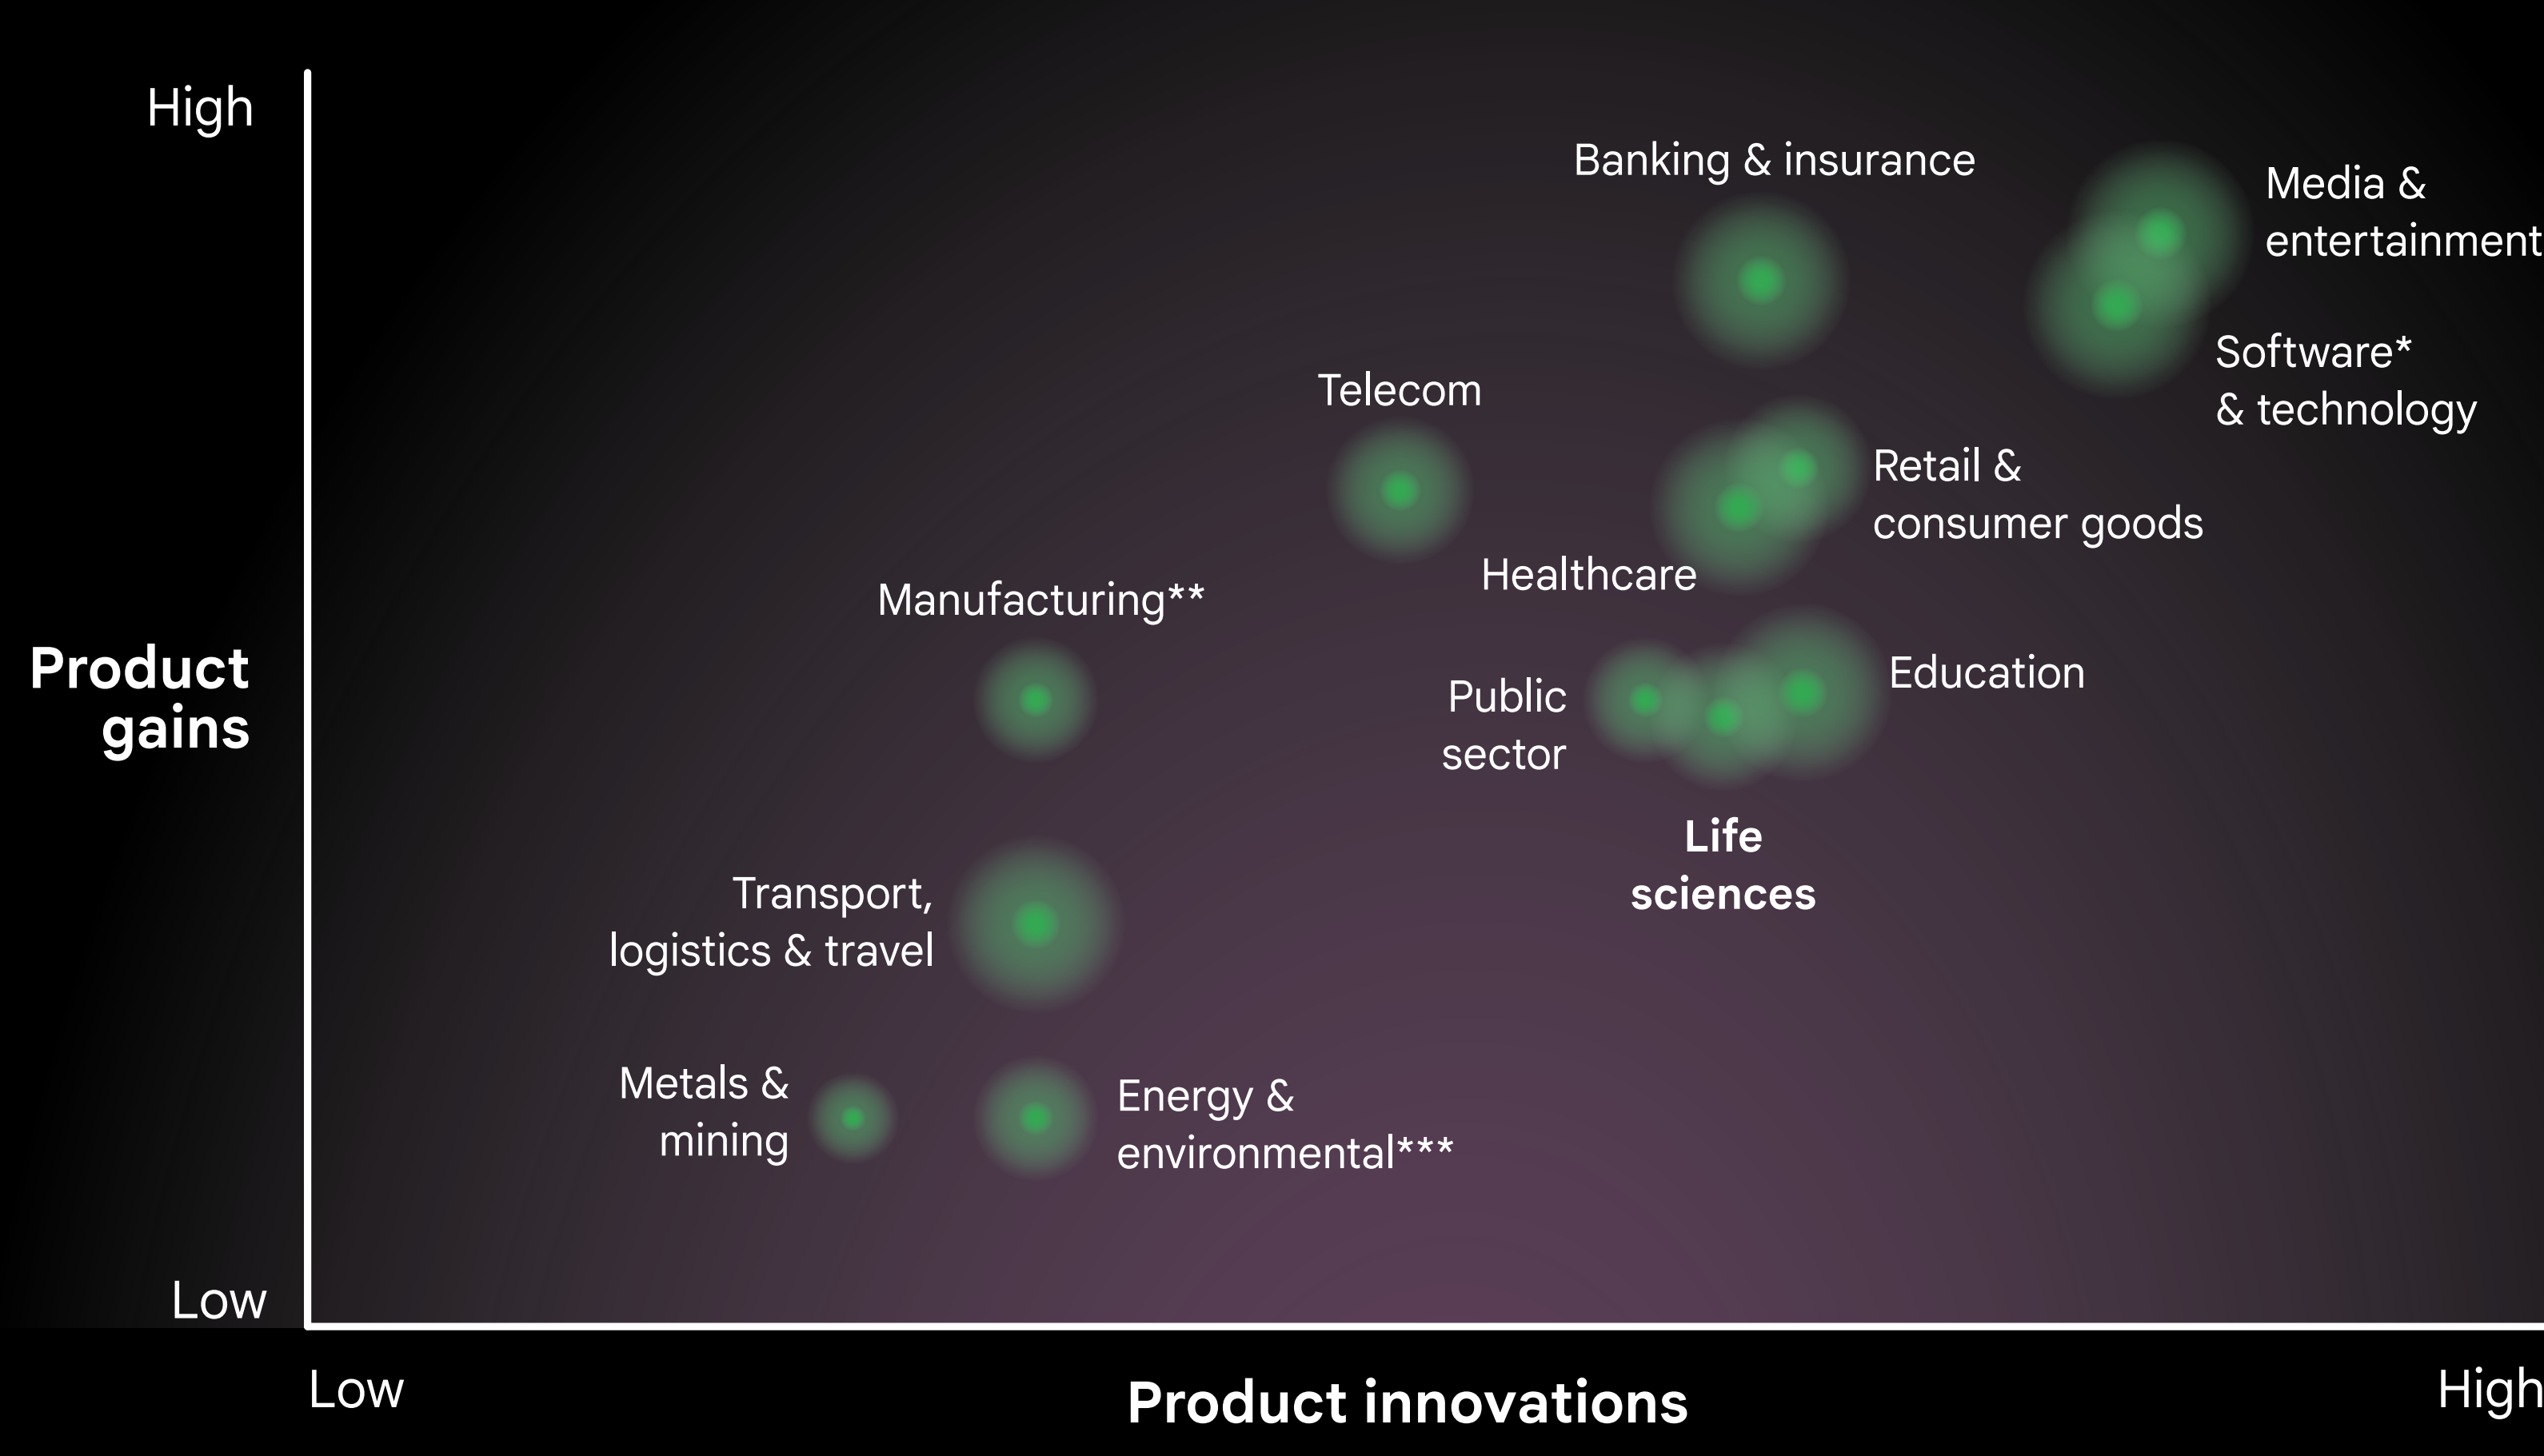 High
Banking & insurance
Media &
entertainment
Software*
& technology
Telecom
Retail &
consumer goods
Healthcare
Manufacturing**
Product
gains
Public
sector
Education
Life
sciences
Transport,
logistics & travel
Metals &
mining
Energy &
environmental***
Low
Low
Product innovations
High